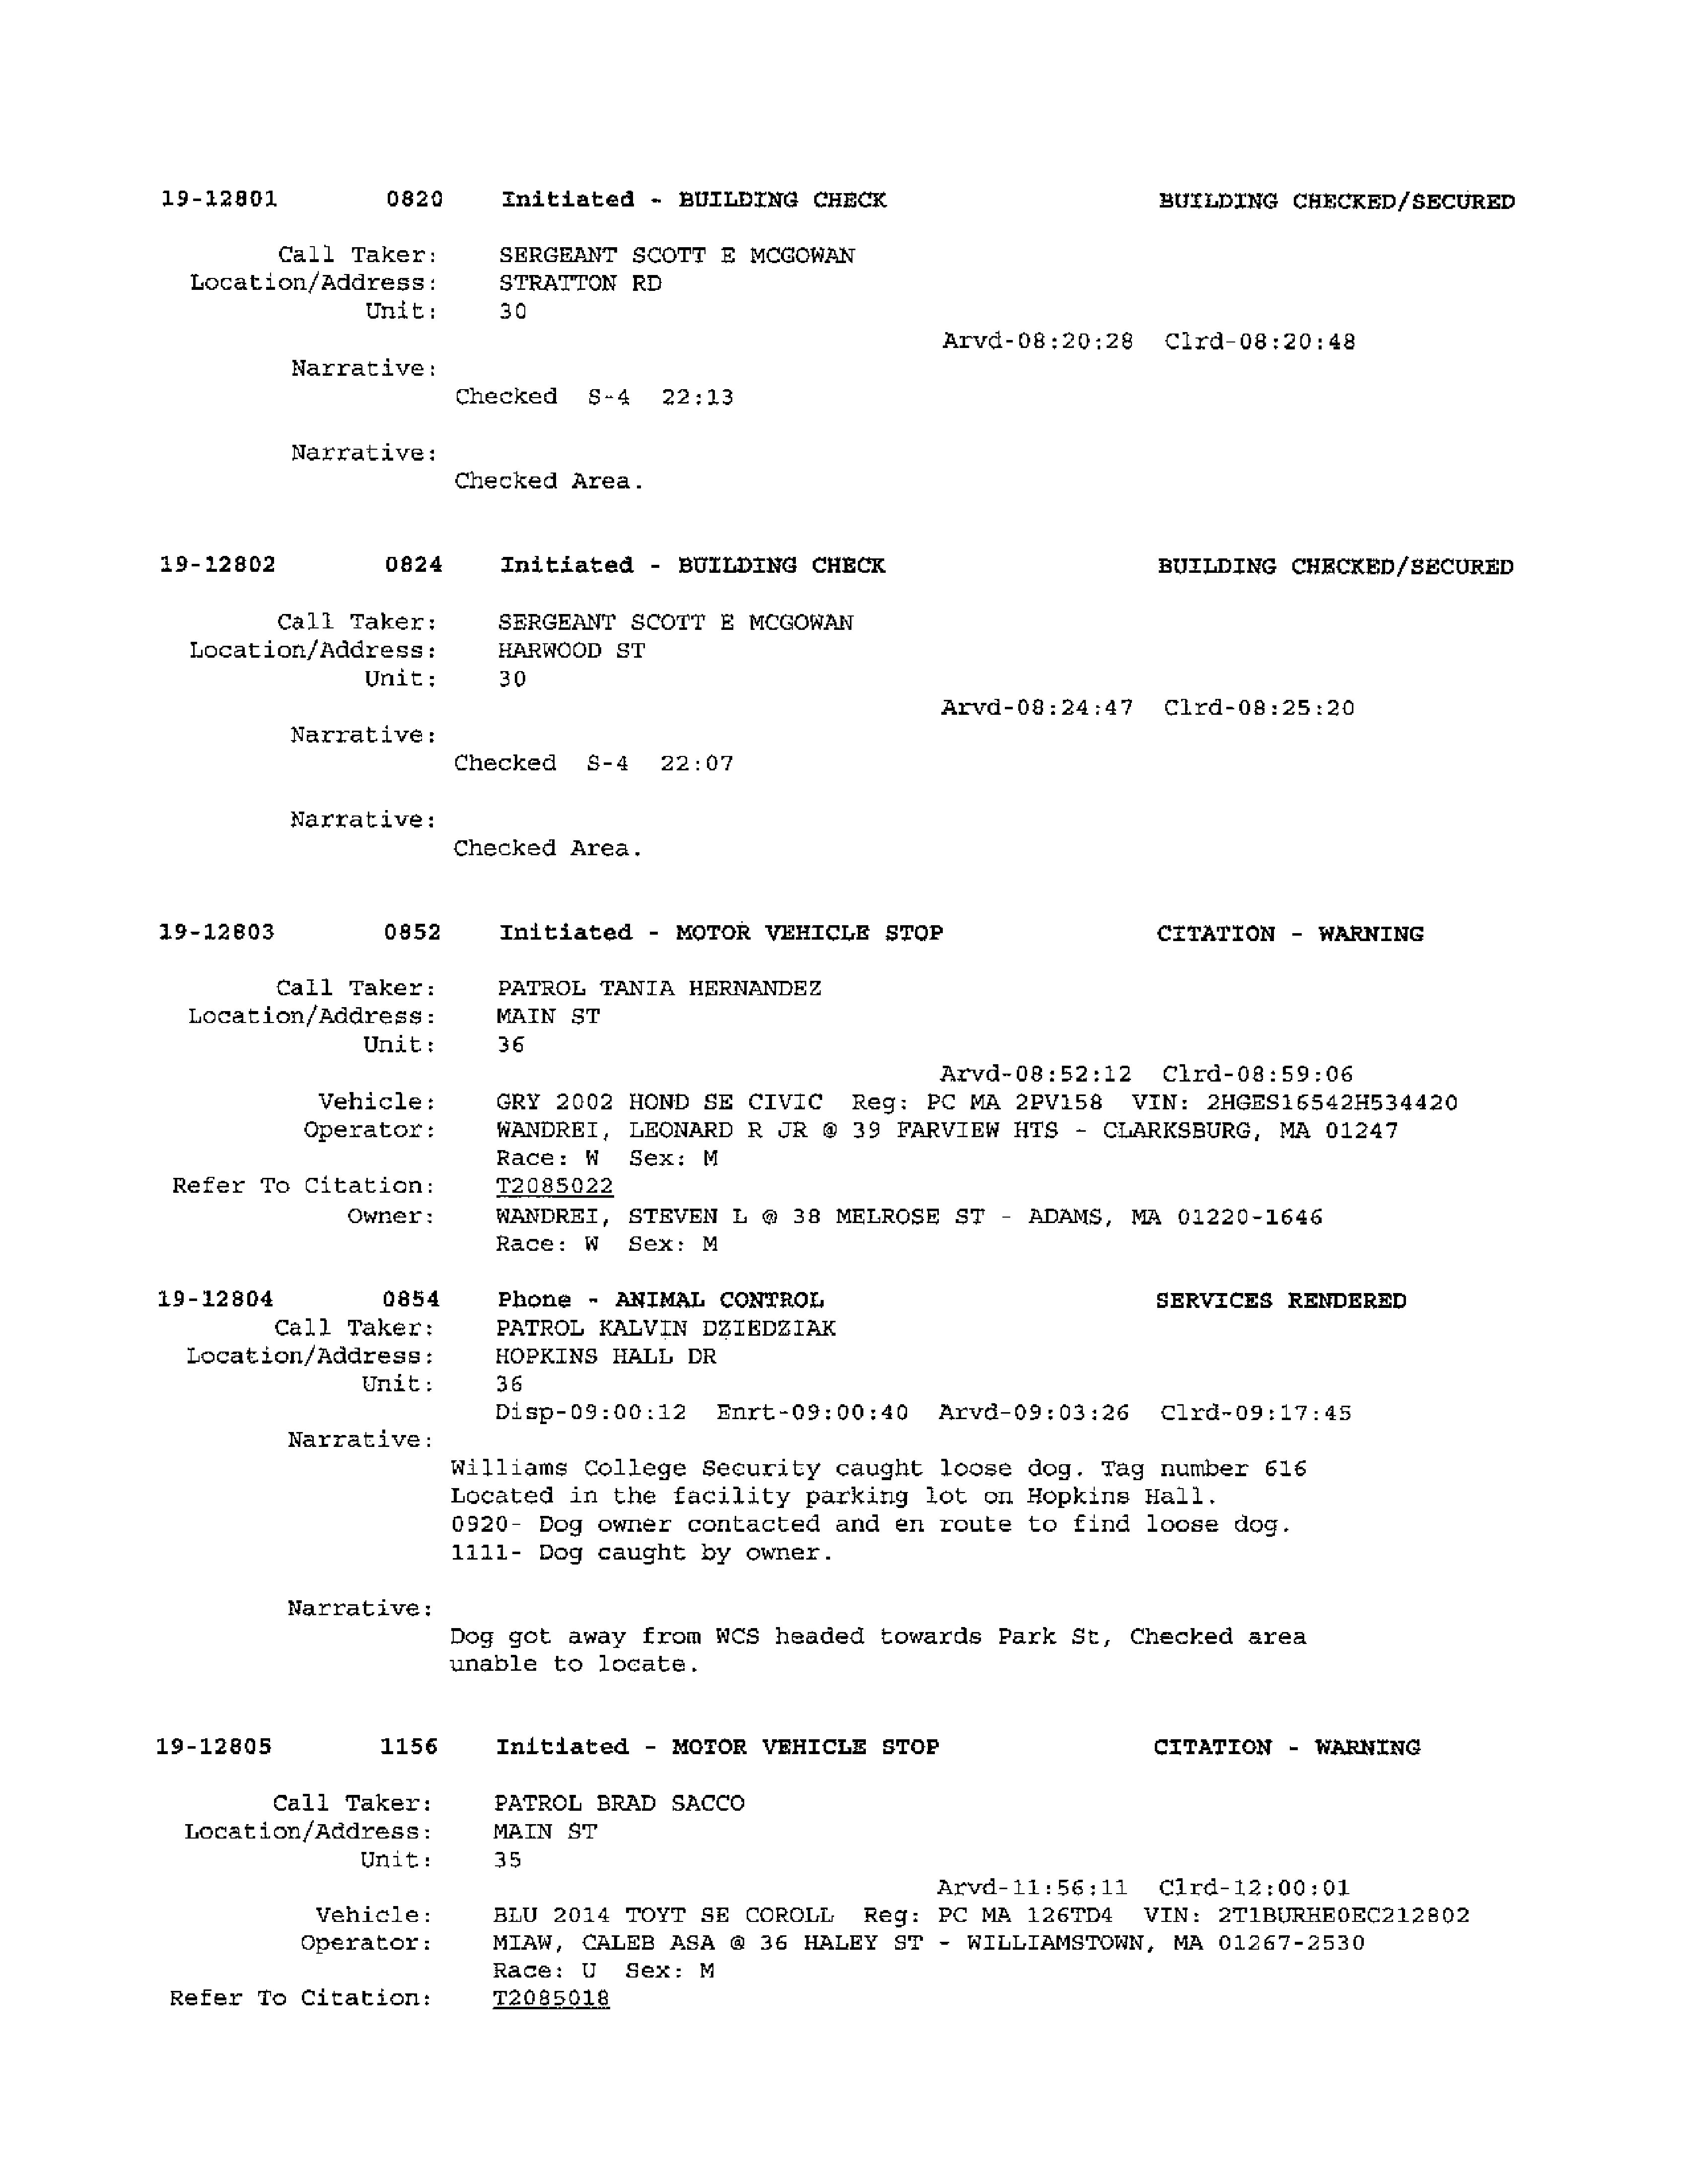 19-12801 0820 Initiated - BUILDING CHECK BUILDING CHECKED/SECURED
Call Taker: SERGEANT SCOTT E MCGOWAN
Location/Address: STRATTON RD
Unit: 30
Arvd-08:20:28 Clrd-08:20:48
Narrative:
Checked S-4 22:13
Narrative:
Checked Area.
19-12802 0824 Initiated - BUILDING CHECK BUILDING CHECKED/SECURED
Call Taker: SERGEANT SCOTT E MCGOWAN
Location/Address: HARWOOD ST
Unit: 30
Arvd-08:24:47 Clrd-08:25:20
Narrative:
Checked S-4 22:07
Narrative:
Checked Area.
19-12803 0852 Initiated - MOTOR VEHICLE STOP CITATION - WARNING
Call Taker: PATROL TANIA HERNANDEZ
Location/Address: MAIN ST
Unit: 36
Arvd-08:52:12 Clrd-08:59:06
Vehicle: GRY 2002 HOND SE CIVIC Reg: PC MA 2PV158 VIN: 2HGES16542H534420
Operator: WANDREI, LEONARD R JR @ 39 FARVIEW HTS - CLARKSBURG, MA 01247
Race: W Sex: M
Refer To Citation: T2085022
Owner: WANDREI, STEVEN L @ 38 MELROSE ST - ADAMS, MA 01220-1646
Race: W Sex: M
19-12804 0854 Phone - ANIMAL CONTROL SERVICES RENDERED
Call Taker: PATROL KALVIN DZIEDZIAK
Location/Address: HOPKINS HALL DR
Unit: 36
Disp-09:00:12 Enrt-09:00:40 Arvd-09:03:26 Clrd-09:17:45
Narrative:
Williams College Security caught loose dog. Tag number 616
Located in the facility parking lot on Hopkins Hall.
0920- Dog owner contacted and en route to find loose dog.
1111- Dog caught by owner.
Narrative:
Dog got away from WCS headed towards Park St, Checked area
unable to locate.
19-12805 1156 Initiated - MOTOR VEHICLE STOP CITATION - WARNING
Call Taker: PATROL BRAD SACCO
Location/Address: MAIN ST
Unit: 35
Arvd-11:56:11 Clrd-12:00:01
Vehicle: BLU 2014 TOYT SE COROLL Reg: PC MA 126TD4 VIN: 2T1BURHE0EC212802
Operator: MIAW, CALEB ASA @ 36 HALEY ST - WILLIAMSTOWN, MA 01267-2530
Race: U Sex: M
Refer To Citation: T2085018